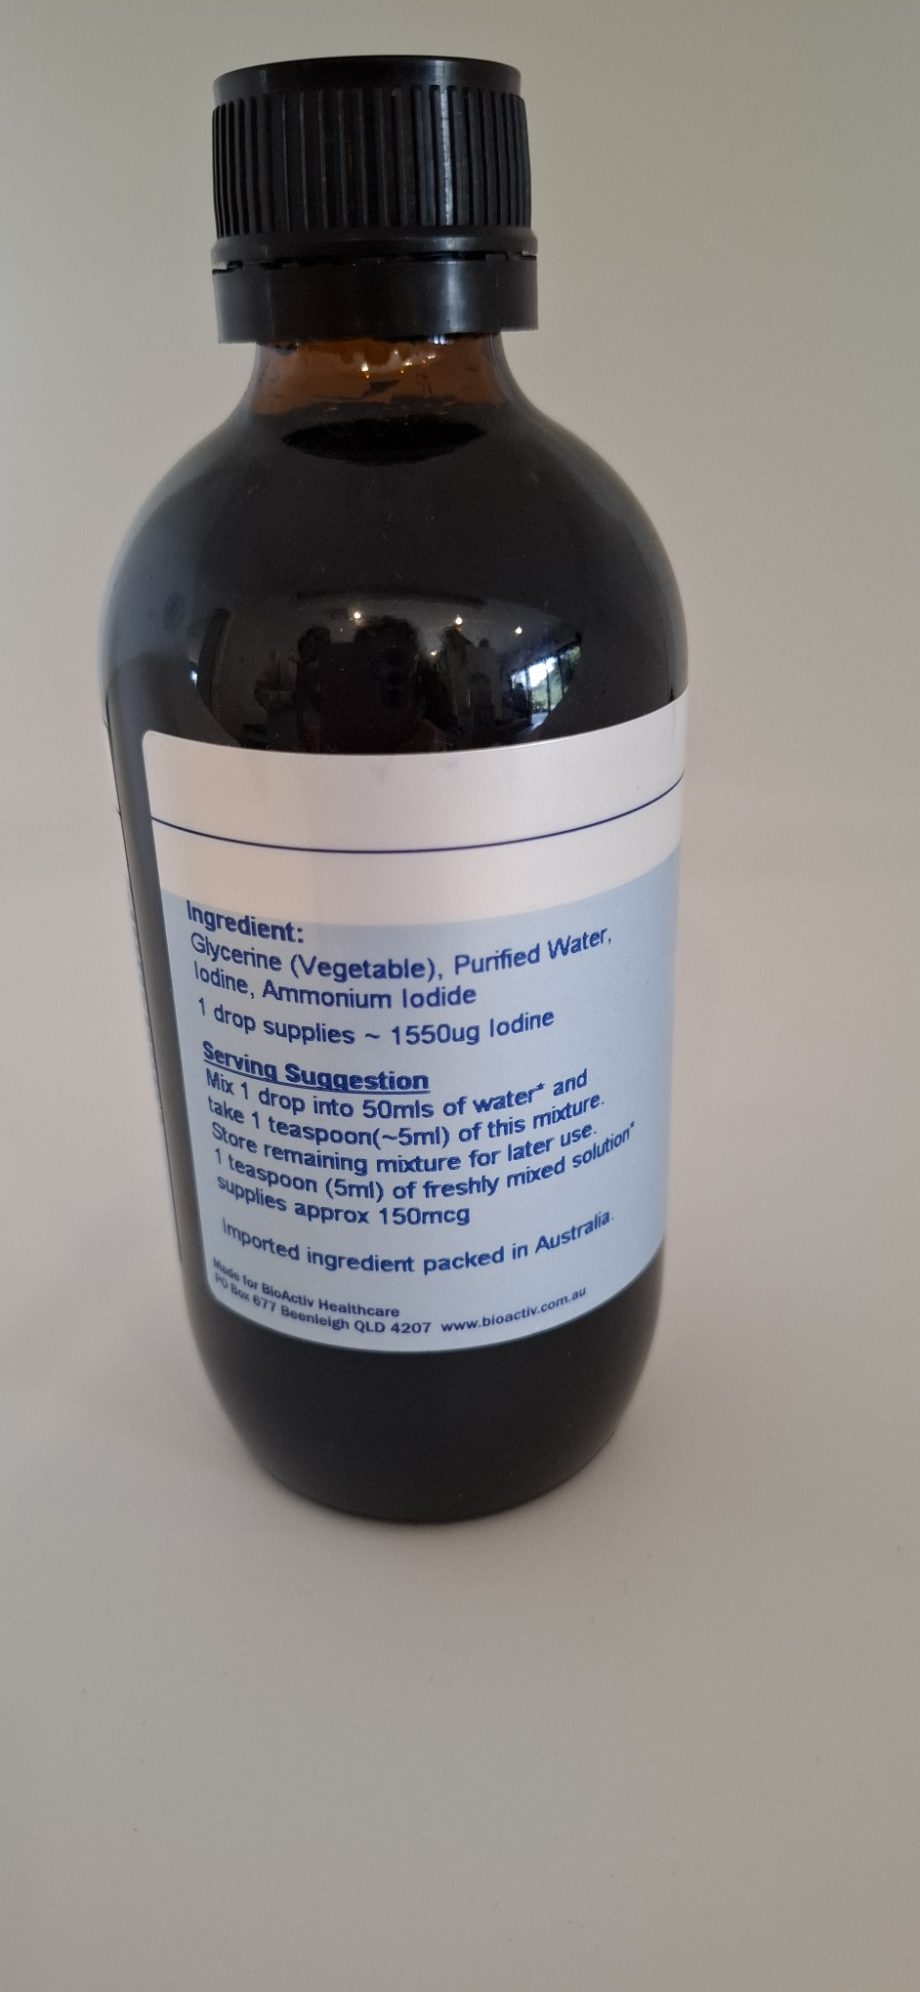 Ingredient:
Glycerine (Vegetable), Purified Water,
Iodine, Ammonium Iodide
1 drop supplies ~ 1550ug Iodine
Serving Suggestion
Mix 1 drop into 50mls of water* and
take 1 teaspoon(~5ml) of this mixture.
Store remaining mixture for later use.
1 teaspoon (5ml) of freshly mixed solution*
supplies approx 150mcg
Imported ingredient packed in Australia.
Made for BioActiv Healthcare
PO Box 677 Beenleigh QLD 4207 www.bioactiv.com.au